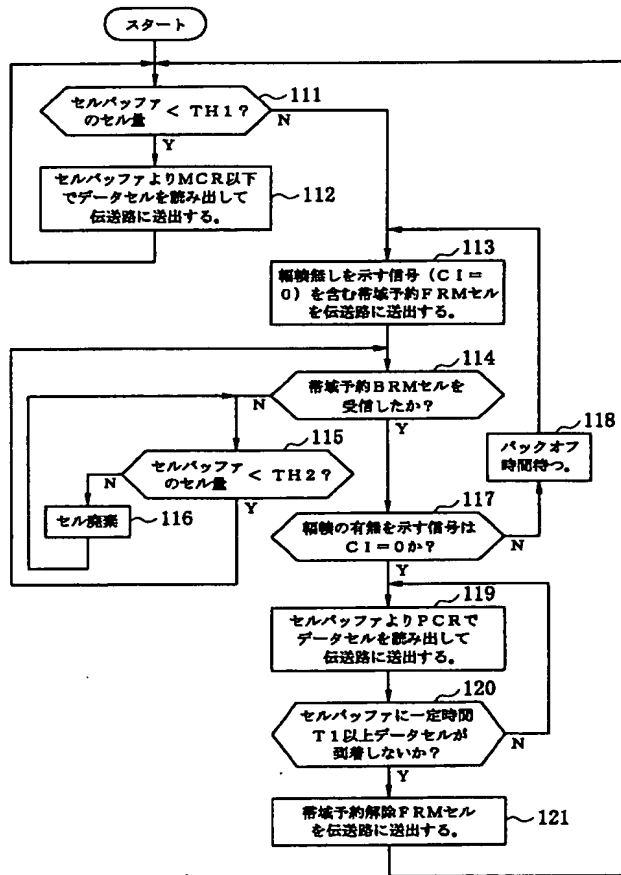 スタート
セルバッファ
のセル量 < TH1?
111
N
Y
セルバッファよりMCR以下
でデータセルを読み出して
伝送路に送出する。
112
113
輻輳無しを示す信号(CI=
0)を含む帯域予約FRMセル
を伝送路に送出する。
114
帯域予約BRMセルを
受信したか?
N
Y
115
セルバッファ
のセル量 < TH2?
N
Y
セル廃棄
116
117
輻輳の有無を示す信号は
CI=0か?
N
Y
118
バックオフ
時間待つ。
119
セルバッファよりPCRで
データセルを読み出して
伝送路に送出する。
120
セルバッファに一定時間
T1以上データセルが
到着しないか?
N
Y
帯域予約解除FRMセル
を伝送路に送出する。
121